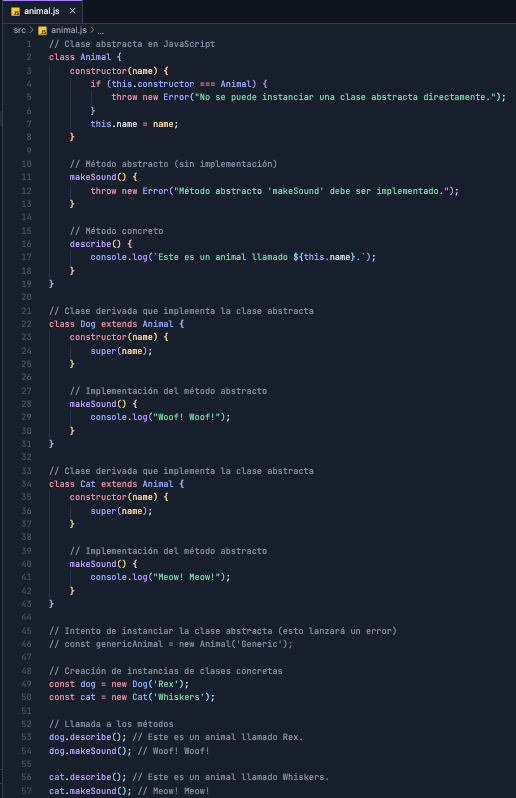 JS animal.js ×
src > JS animal.js > ...
1 // Clase abstracta en JavaScript
2 class Animal {
3     constructor(name) {
4         if (this.constructor === Animal) {
5             throw new Error("No se puede instanciar una clase abstracta directamente.");
6         }
7         this.name = name;
8     }
9
10     // Método abstracto (sin implementación)
11     makeSound() {
12         throw new Error("Método abstracto 'makeSound' debe ser implementado.");
13     }
14
15     // Método concreto
16     describe() {
17         console.log(`Este es un animal llamado ${this.name}.`);
18     }
19 }
20
21 // Clase derivada que implementa la clase abstracta
22 class Dog extends Animal {
23     constructor(name) {
24         super(name);
25     }
26
27     // Implementación del método abstracto
28     makeSound() {
29         console.log("Woof! Woof!");
30     }
31 }
32
33 // Clase derivada que implementa la clase abstracta
34 class Cat extends Animal {
35     constructor(name) {
36         super(name);
37     }
38
39     // Implementación del método abstracto
40     makeSound() {
41         console.log("Meow! Meow!");
42     }
43 }
44
45 // Intento de instanciar la clase abstracta (esto lanzará un error)
46 // const genericAnimal = new Animal('Generic');
47
48 // Creación de instancias de clases concretas
49 const dog = new Dog('Rex');
50 const cat = new Cat('Whiskers');
51
52 // Llamada a los métodos
53 dog.describe(); // Este es un animal llamado Rex.
54 dog.makeSound(); // Woof! Woof!
55
56 cat.describe(); // Este es un animal llamado Whiskers.
57 cat.makeSound(); // Meow! Meow!